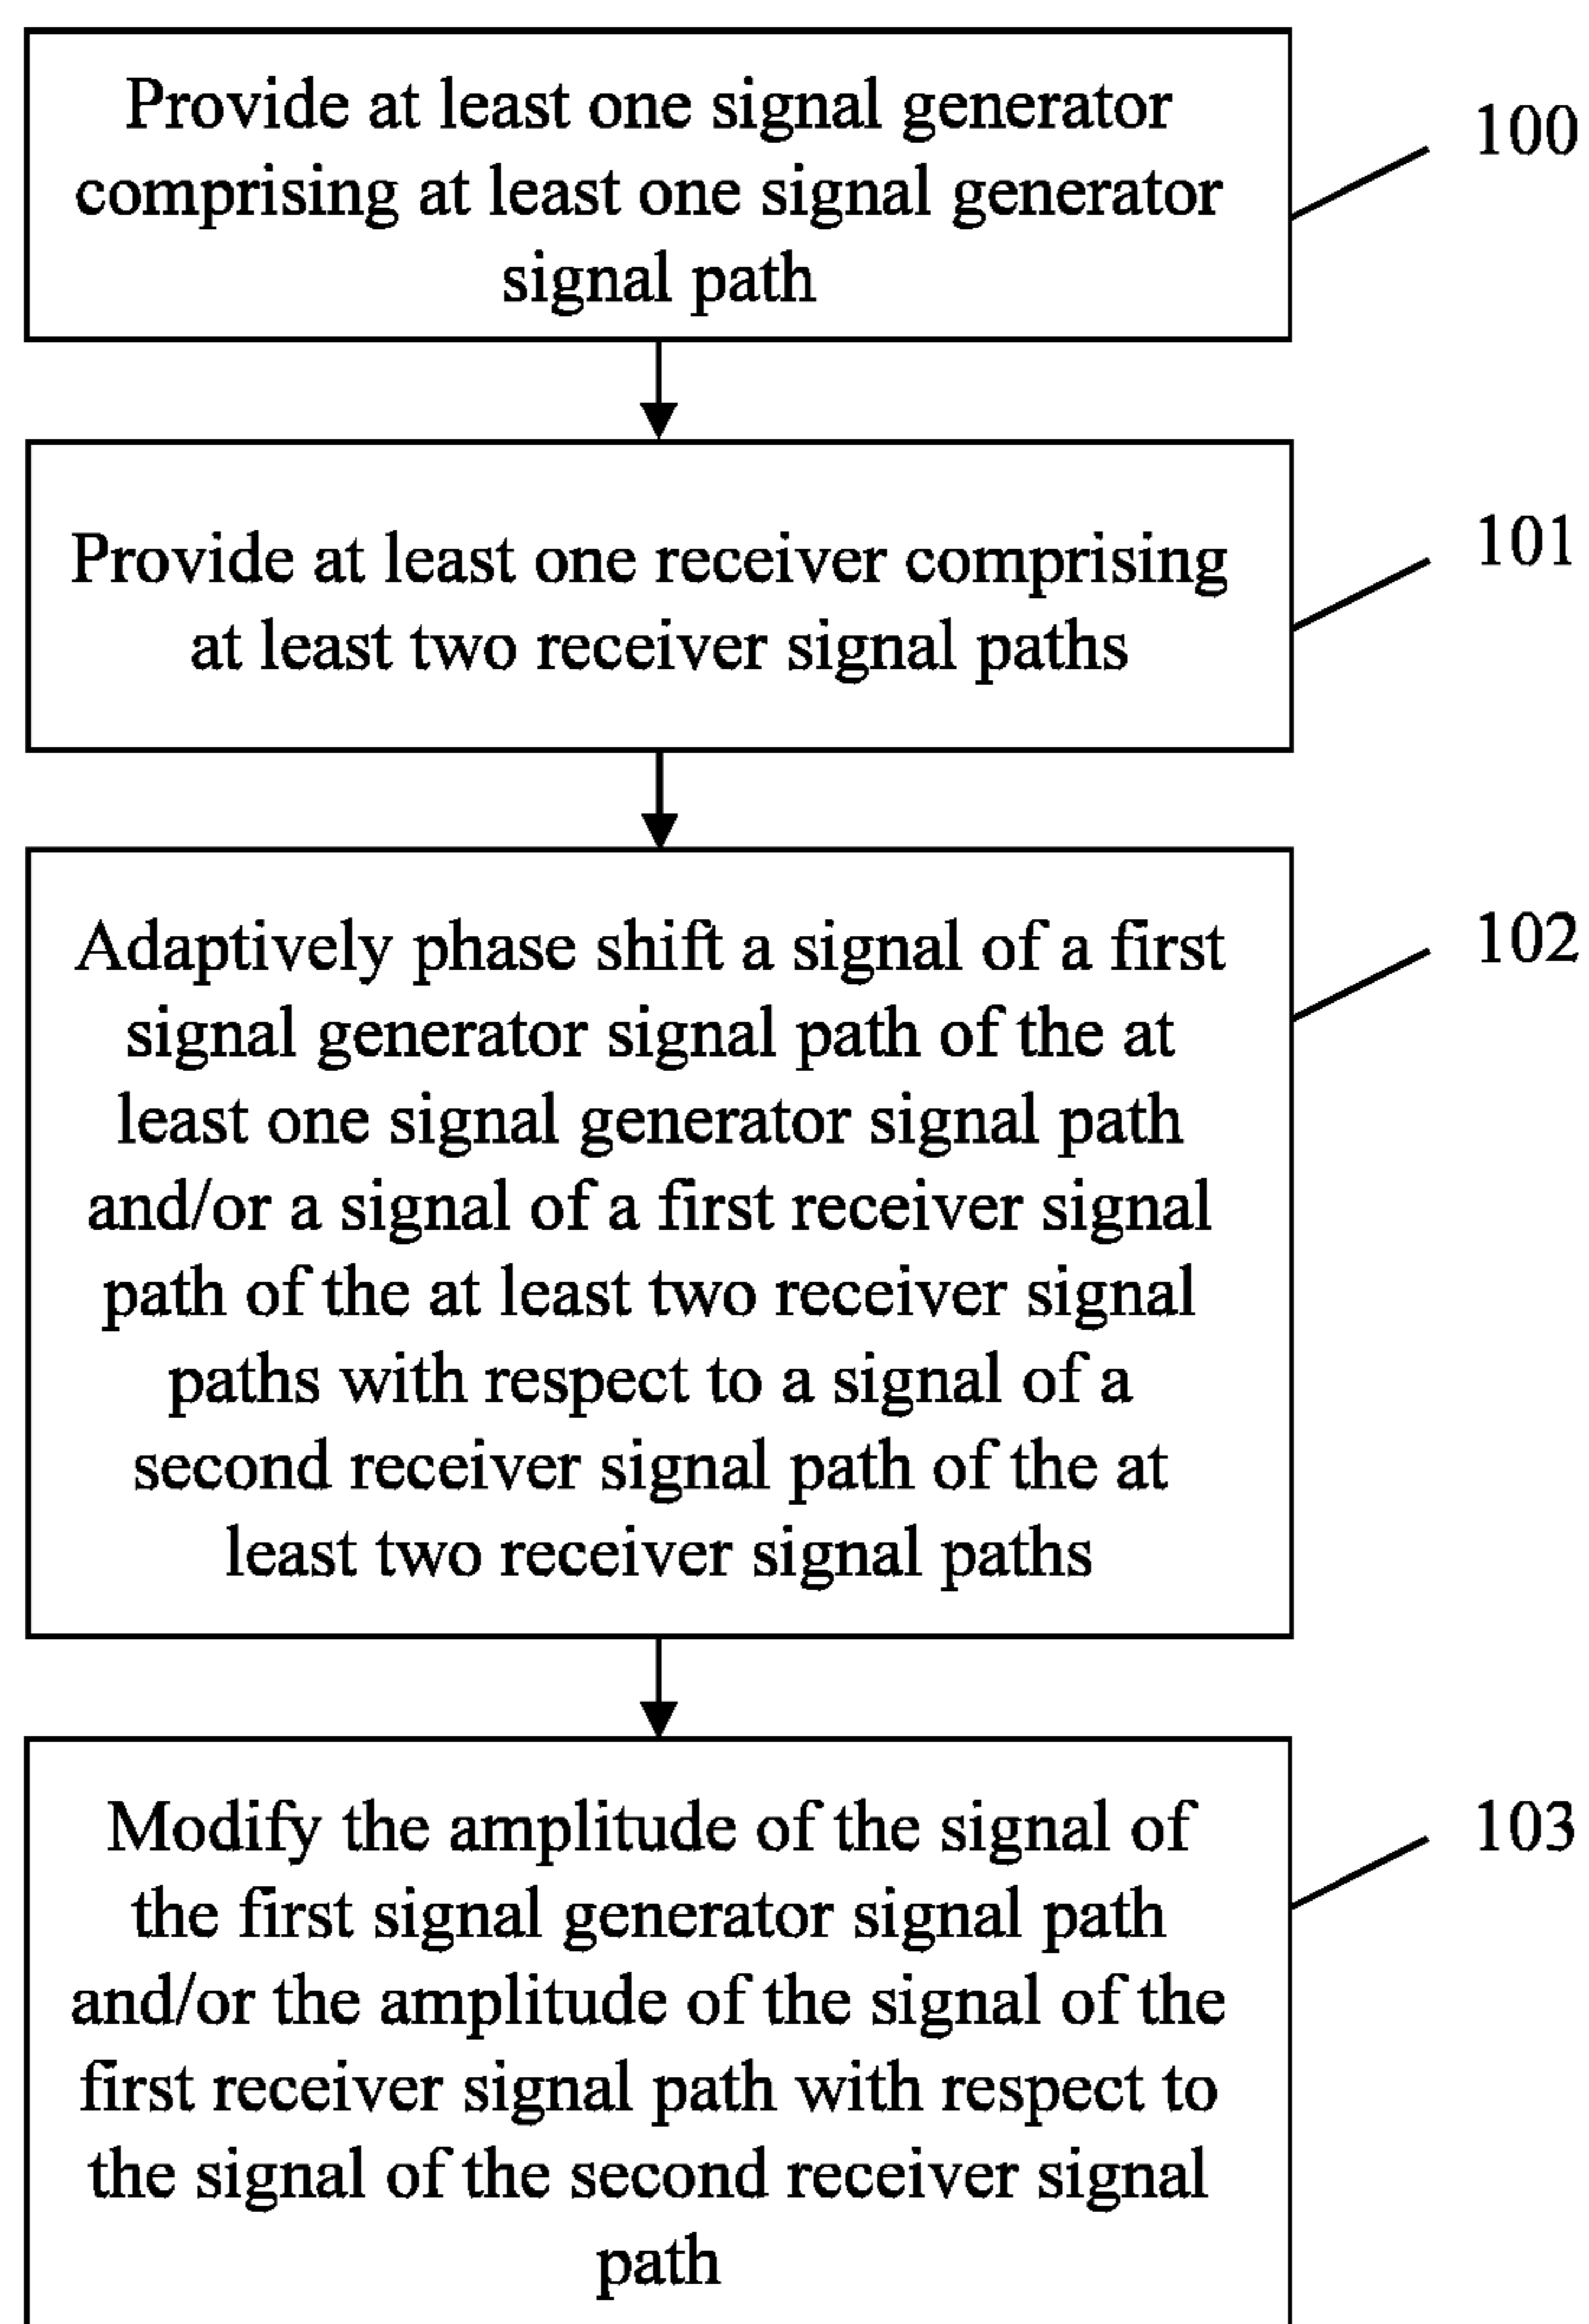 Provide at least one signal generator
comprising at least one signal generator
signal path
100
Provide at least one receiver comprising
at least two receiver signal paths
101
Adaptively phase shift a signal of a first
signal generator signal path of the at
least one signal generator signal path
and/or a signal of a first receiver signal
path of the at least two receiver signal
paths with respect to a signal of a
second receiver signal path of the at
least two receiver signal paths
102
Modify the amplitude of the signal of
the first signal generator signal path
and/or the amplitude of the signal of the
first receiver signal path with respect to
the signal of the second receiver signal
path
103